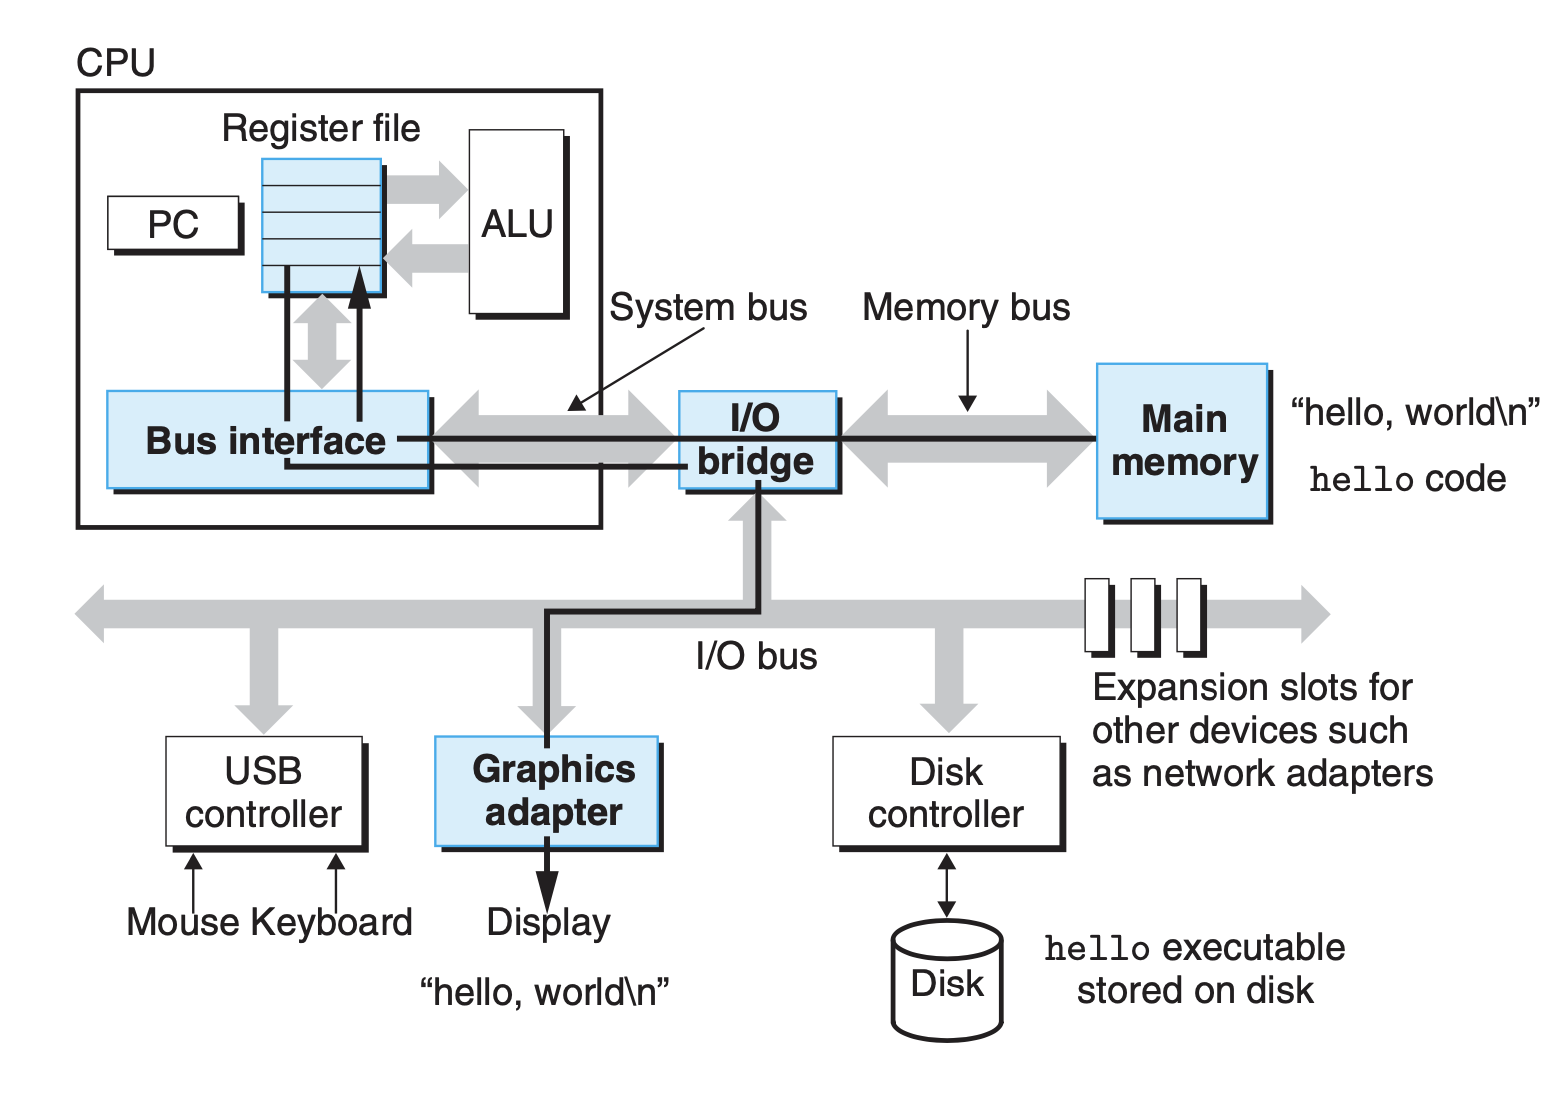 CPU
Register file
PC
ALU
System bus
Memory bus
Bus interface
I/O
bridge
Main
memory
“hello, world\n”
hello code
I/O bus
Expansion slots for
other devices such
as network adapters
USB
controller
Graphics
adapter
Disk
controller
Mouse Keyboard
Display
“hello, world\n”
Disk
hello executable
stored on disk